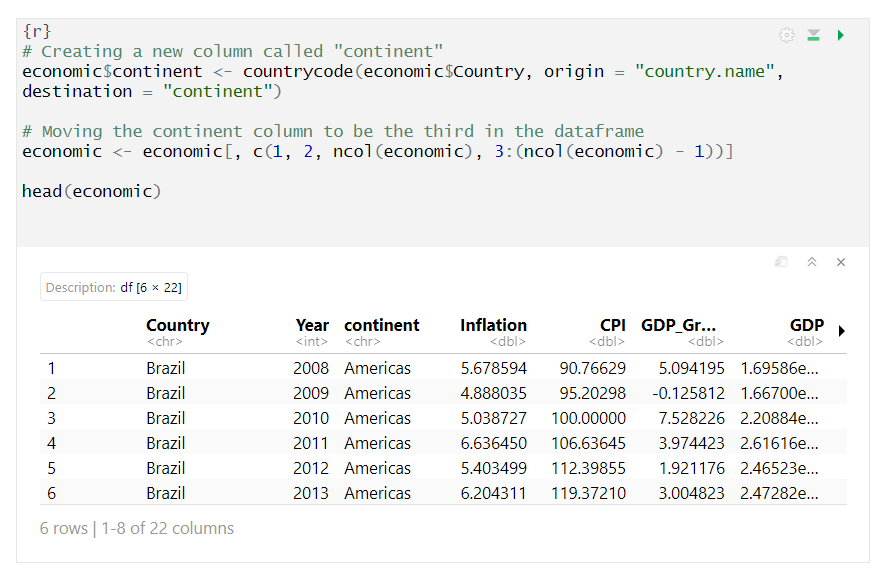 {r}
# Creating a new column called "continent"
economic$continent <- countrycode(economic$Country, origin = "country.name",
destination = "continent")
# Moving the continent column to be the third in the dataframe
economic <- economic[, c(1, 2, ncol(economic), 3:(ncol(economic) - 1))]
head(economic)
Description: df [6 × 22]
Country Year continent Inflation CPI GDP_Gr... GDP
<chr> <int> <chr> <dbl> <dbl> <dbl> <dbl>
1 Brazil 2008 Americas 5.678594 90.76629 5.094195 1.69586e...
2 Brazil 2009 Americas 4.888035 95.20298 -0.125812 1.66700e...
3 Brazil 2010 Americas 5.038727 100.00000 7.528226 2.20884e...
4 Brazil 2011 Americas 6.636450 106.63645 3.974423 2.61616e...
5 Brazil 2012 Americas 5.403499 112.39855 1.921176 2.46523e...
6 Brazil 2013 Americas 6.204311 119.37210 3.004823 2.47282e...
6 rows | 1-8 of 22 columns